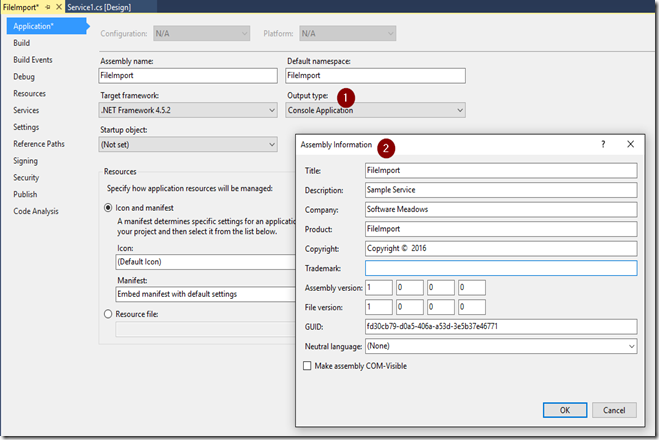 FileImport*
Service1.cs [Design]
Application*
Build
Build Events
Debug
Resources
Services
Settings
Reference Paths
Signing
Security
Publish
Code Analysis
Configuration: N/A Platform: N/A
Assembly name: Default namespace:
FileImport FileImport
Target framework: Output type: 1
.NET Framework 4.5.2 Console Application
Startup object:
(Not set)
Resources
Specify how application resources will be managed:
Icon and manifest
A manifest determines specific settings for an application
your project and then select it from the list below.
Icon:
(Default Icon)
Manifest:
Embed manifest with default settings
Resource file:
Assembly Information 2 ?
Title: FileImport
Description: Sample Service
Company: Software Meadows
Product: FileImport
Copyright: Copyright © 2016
Trademark:
Assembly version: 1 0 0 0
File version: 1 0 0 0
GUID: fd30cb79-d0a5-406a-a53d-3e5b37e46771
Neutral language: (None)
Make assembly COM-Visible
OK Cancel